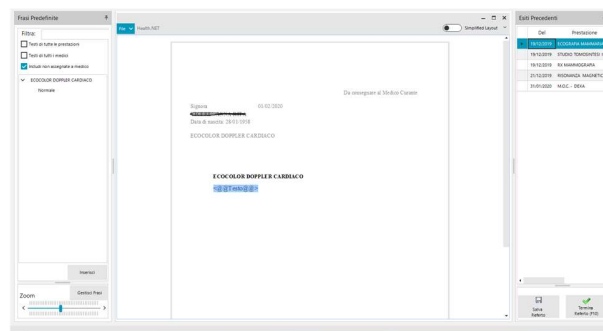 Frasi Predefinite
Filtra:
Testi di tutte le prestazioni
Testi di tutti i medici
Includi non assegnate a medico
ECOCOLOR DOPPLER CARDIACO
Normale
Inserisci
Zoom
Gestisci Frasi
File
Health.NET
Simplified Layout
Da consegnare al Medico Curante
Signora 01/02/2020
Data di nascita: 28/01/1958
ECOCOLOR DOPPLER CARDIACO
ECOCOLOR DOPPLER CARDIACO
<@@Testo@@>
Esiti Precedenti
Del Prestazione
19/12/2019 ECOGRAFIA MAMMARIA
19/12/2019 STUDIO TOMOSINTESI
19/12/2019 RX MAMMOGRAFIA
21/12/2019 RISONANZA MAGNETIC
31/01/2020 M.O.C. - DEXA
Salva
Referto
Termina
Referto (F10)